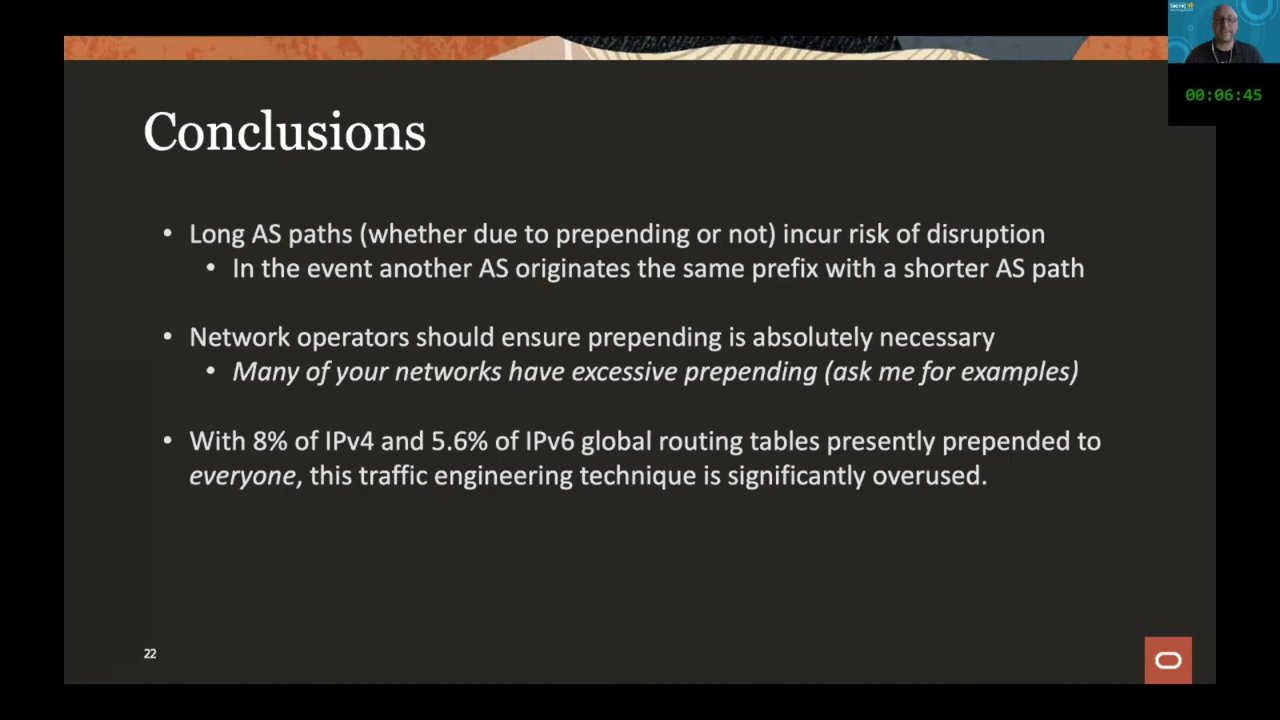 00:06:45
Conclusions
• Long AS paths (whether due to prepending or not) incur risk of disruption
• In the event another AS originates the same prefix with a shorter AS path
• Network operators should ensure prepending is absolutely necessary
• Many of your networks have excessive prepending (ask me for examples)
• With 8% of IPv4 and 5.6% of IPv6 global routing tables presently prepended to
everyone, this traffic engineering technique is significantly overused.
22